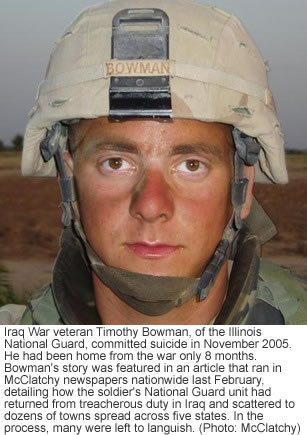 BOWMAN
Iraq War veteran Timothy Bowman, of the Illinois
National Guard, committed suicide in November 2005.
He had been home from the war only 8 months.
Bowman's story was featured in an article that ran in
McClatchy newspapers nationwide last February,
detailing how the soldier's National Guard unit had
returned from treacherous duty in Iraq and scattered to
dozens of towns spread across five states. In the
process, many were left to languish. (Photo: McClatchy)